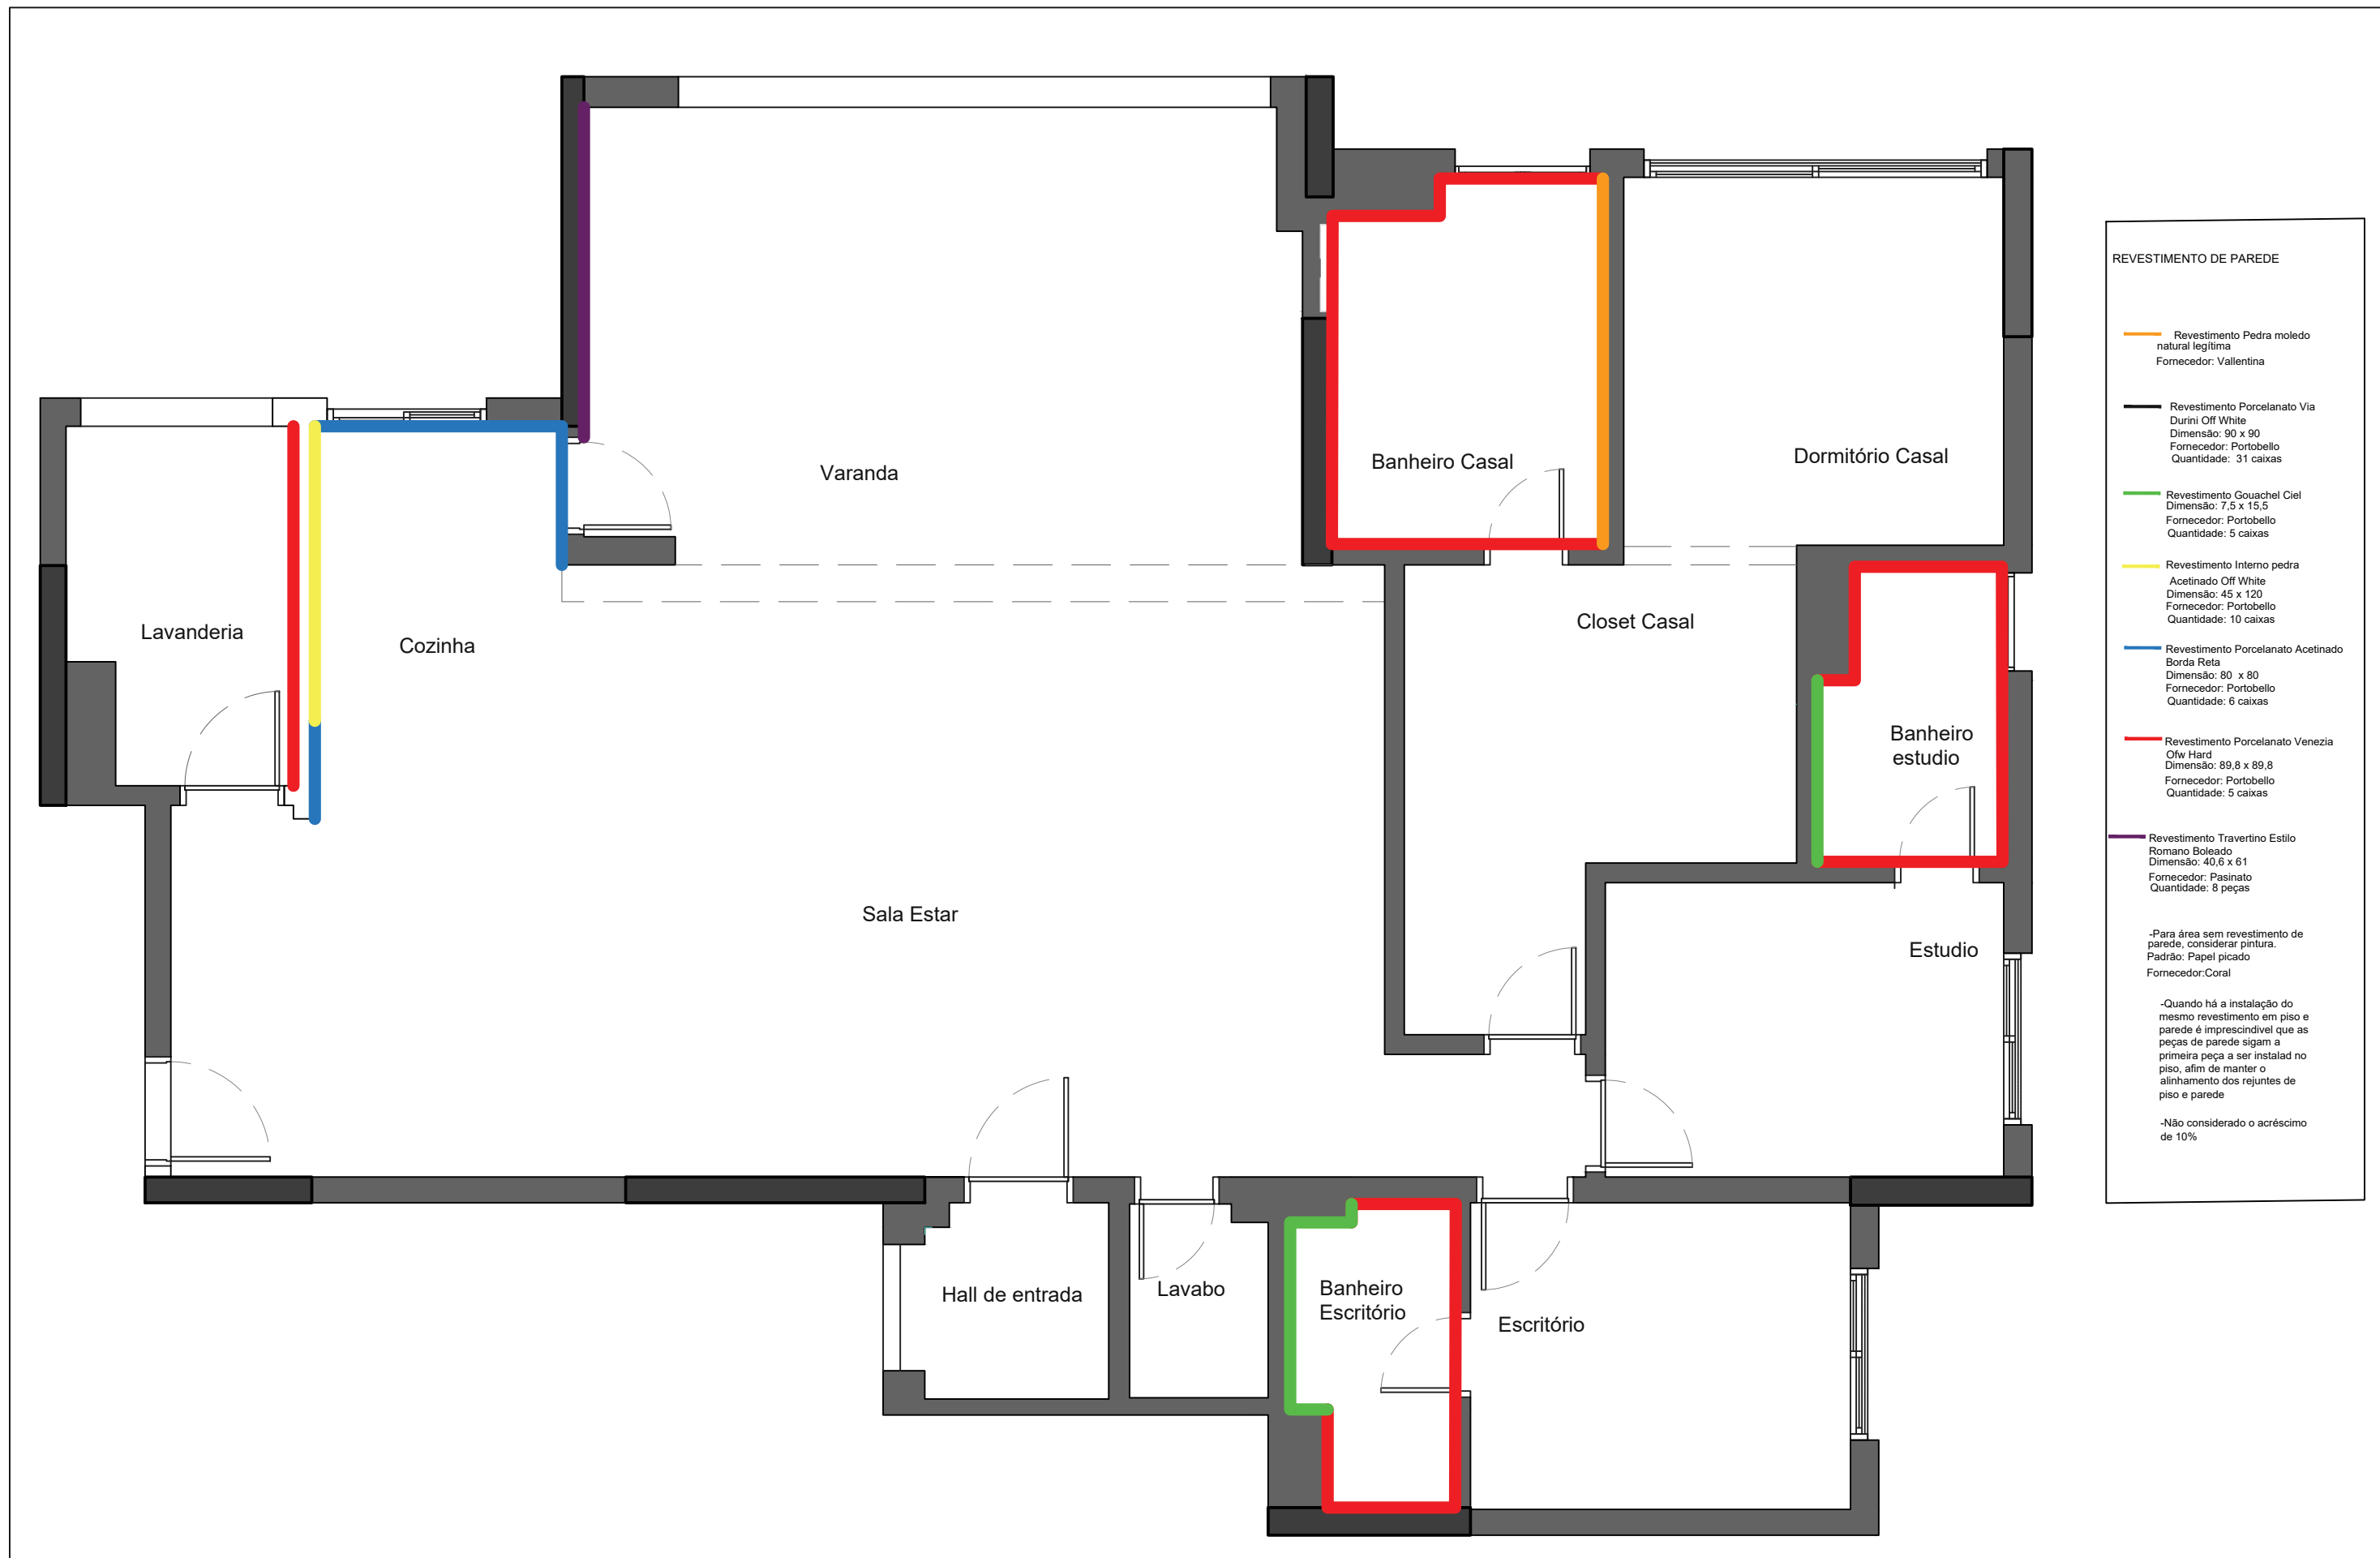 REVESTIMENTO DE PAREDE
Revestimento Pedra moledo
natural legítima
Fornecedor: Vallentina
Revestimento Porcelanato Via
Durini Off White
Dimensão: 90 x 90
Fornecedor: Portobello
Quantidade: 31 caixas
Revestimento Gouachel Ciel
Dimensão: 7,5 x 15,5
Fornecedor: Portobello
Quantidade: 5 caixas
Revestimento Interno pedra
Acetinado Off White
Dimensão: 45 x 120
Fornecedor: Portobello
Quantidade: 10 caixas
Revestimento Porcelanato Acetinado
Borda Reta
Dimensão: 80 x 80
Fornecedor: Portobello
Quantidade: 6 caixas
Revestimento Porcelanato Venezia
Ofw Hard
Dimensão: 89,8 x 89,8
Fornecedor: Portobello
Quantidade: 5 caixas
Revestimento Travertino Estilo
Romano Boleado
Dimensão: 40,6 x 61
Fornecedor: Pasinato
Quantidade: 8 peças
-Para área sem revestimento de
parede, considerar pintura.
Padrão: Papel picado
Fornecedor:Coral
-Quando há a instalação do
mesmo revestimento em piso e
parede é imprescindivel que as
peças de parede sigam a
primeira peça a ser instalad no
piso, afim de manter o
alinhamento dos rejuntes de
piso e parede
-Não considerado o acréscimo
de 10%
Varanda
Banheiro Casal
Dormitório Casal
Lavanderia
Cozinha
Closet Casal
Banheiro
estudio
Sala Estar
Estudio
Hall de entrada
Lavabo
Banheiro
Escritório
Escritório